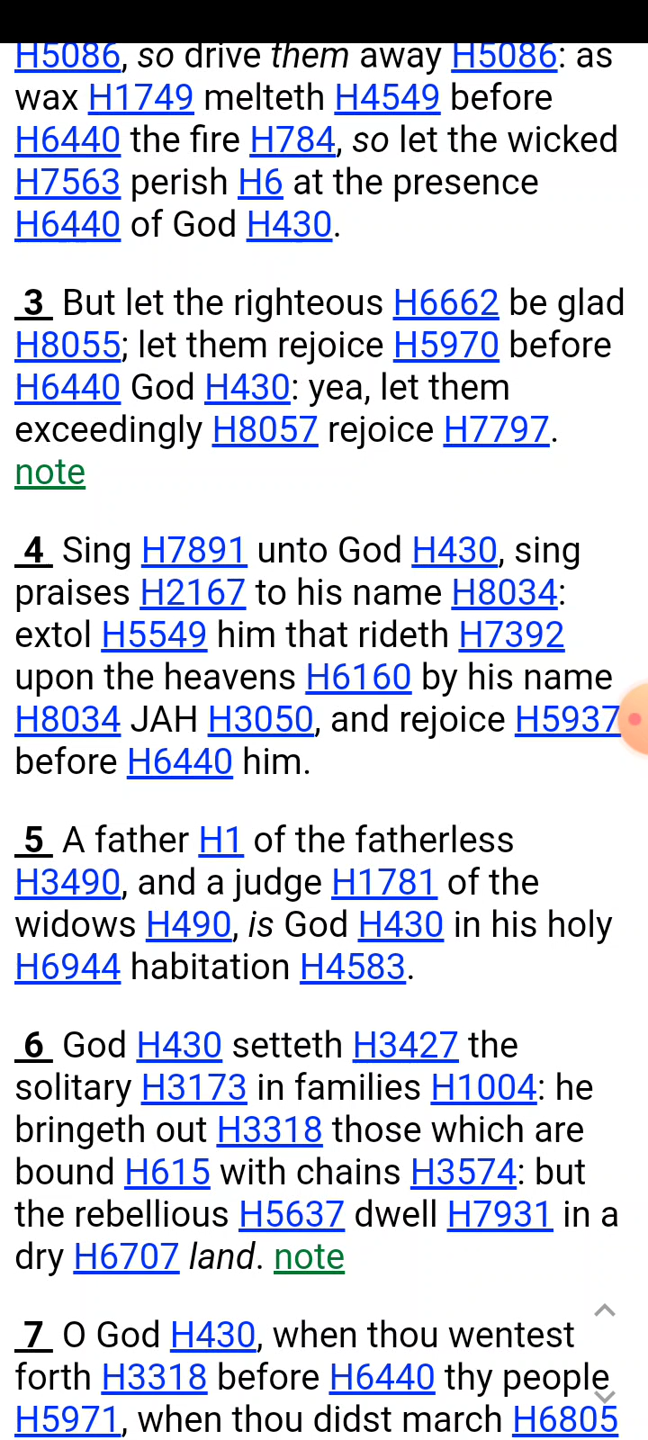 H5086, so drive them away H5086: as
wax H1749 melteth H4549 before
H6440 the fire H784, so let the wicked
H7563 perish H6 at the presence
H6440 of God H430.
3 But let the righteous H6662 be glad
H8055; let them rejoice H5970 before
H6440 God H430: yea, let them
exceedingly H8057 rejoice H7797.
note
4 Sing H7891 unto God H430, sing
praises H2167 to his name H8034:
extol H5549 him that rideth H7392
upon the heavens H6160 by his name
H8034 JAH H3050, and rejoice H5937
before H6440 him.
5 A father H1 of the fatherless
H3490, and a judge H1781 of the
widows H490, is God H430 in his holy
H6944 habitation H4583.
6 God H430 setteth H3427 the
solitary H3173 in families H1004: he
bringeth out H3318 those which are
bound H615 with chains H3574: but
the rebellious H5637 dwell H7931 in a
dry H6707 land. note
7 O God H430, when thou wentest
forth H3318 before H6440 thy people
H5971, when thou didst march H6805